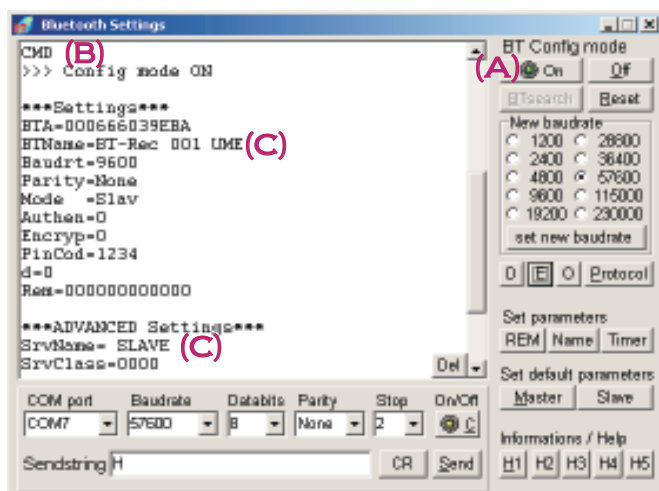 Bluetooth Settings
CMD (B)
>>> Config mode ON
***Settings***
BTA=000666039EBA
BTName=BT-Rec 001 UME (C)
Baudrt=9600
Parity=None
Mode =Slav
Authen=0
Encryp=0
PinCod=1234
d=0
Rem=000000000000
***ADVANCED Settings***
SrvName= SLAVE (C)
SrvClass=0000
Del
BT Config mode
(A) On Off
BTsearch Reset
New baudrate
1200 28800
2400 38400
4800 57600
9600 115000
19200 230000
set new baudrate
D E O Protocol
Set parameters
REM Name Timer
Set default parameters
Master Slave
Informations / Help
H1 H2 H3 H4 H5
COM port Baudrate Databits Parity Stop On/Off
COM7 57600 8 None 2 C
Sendstring H CR Send